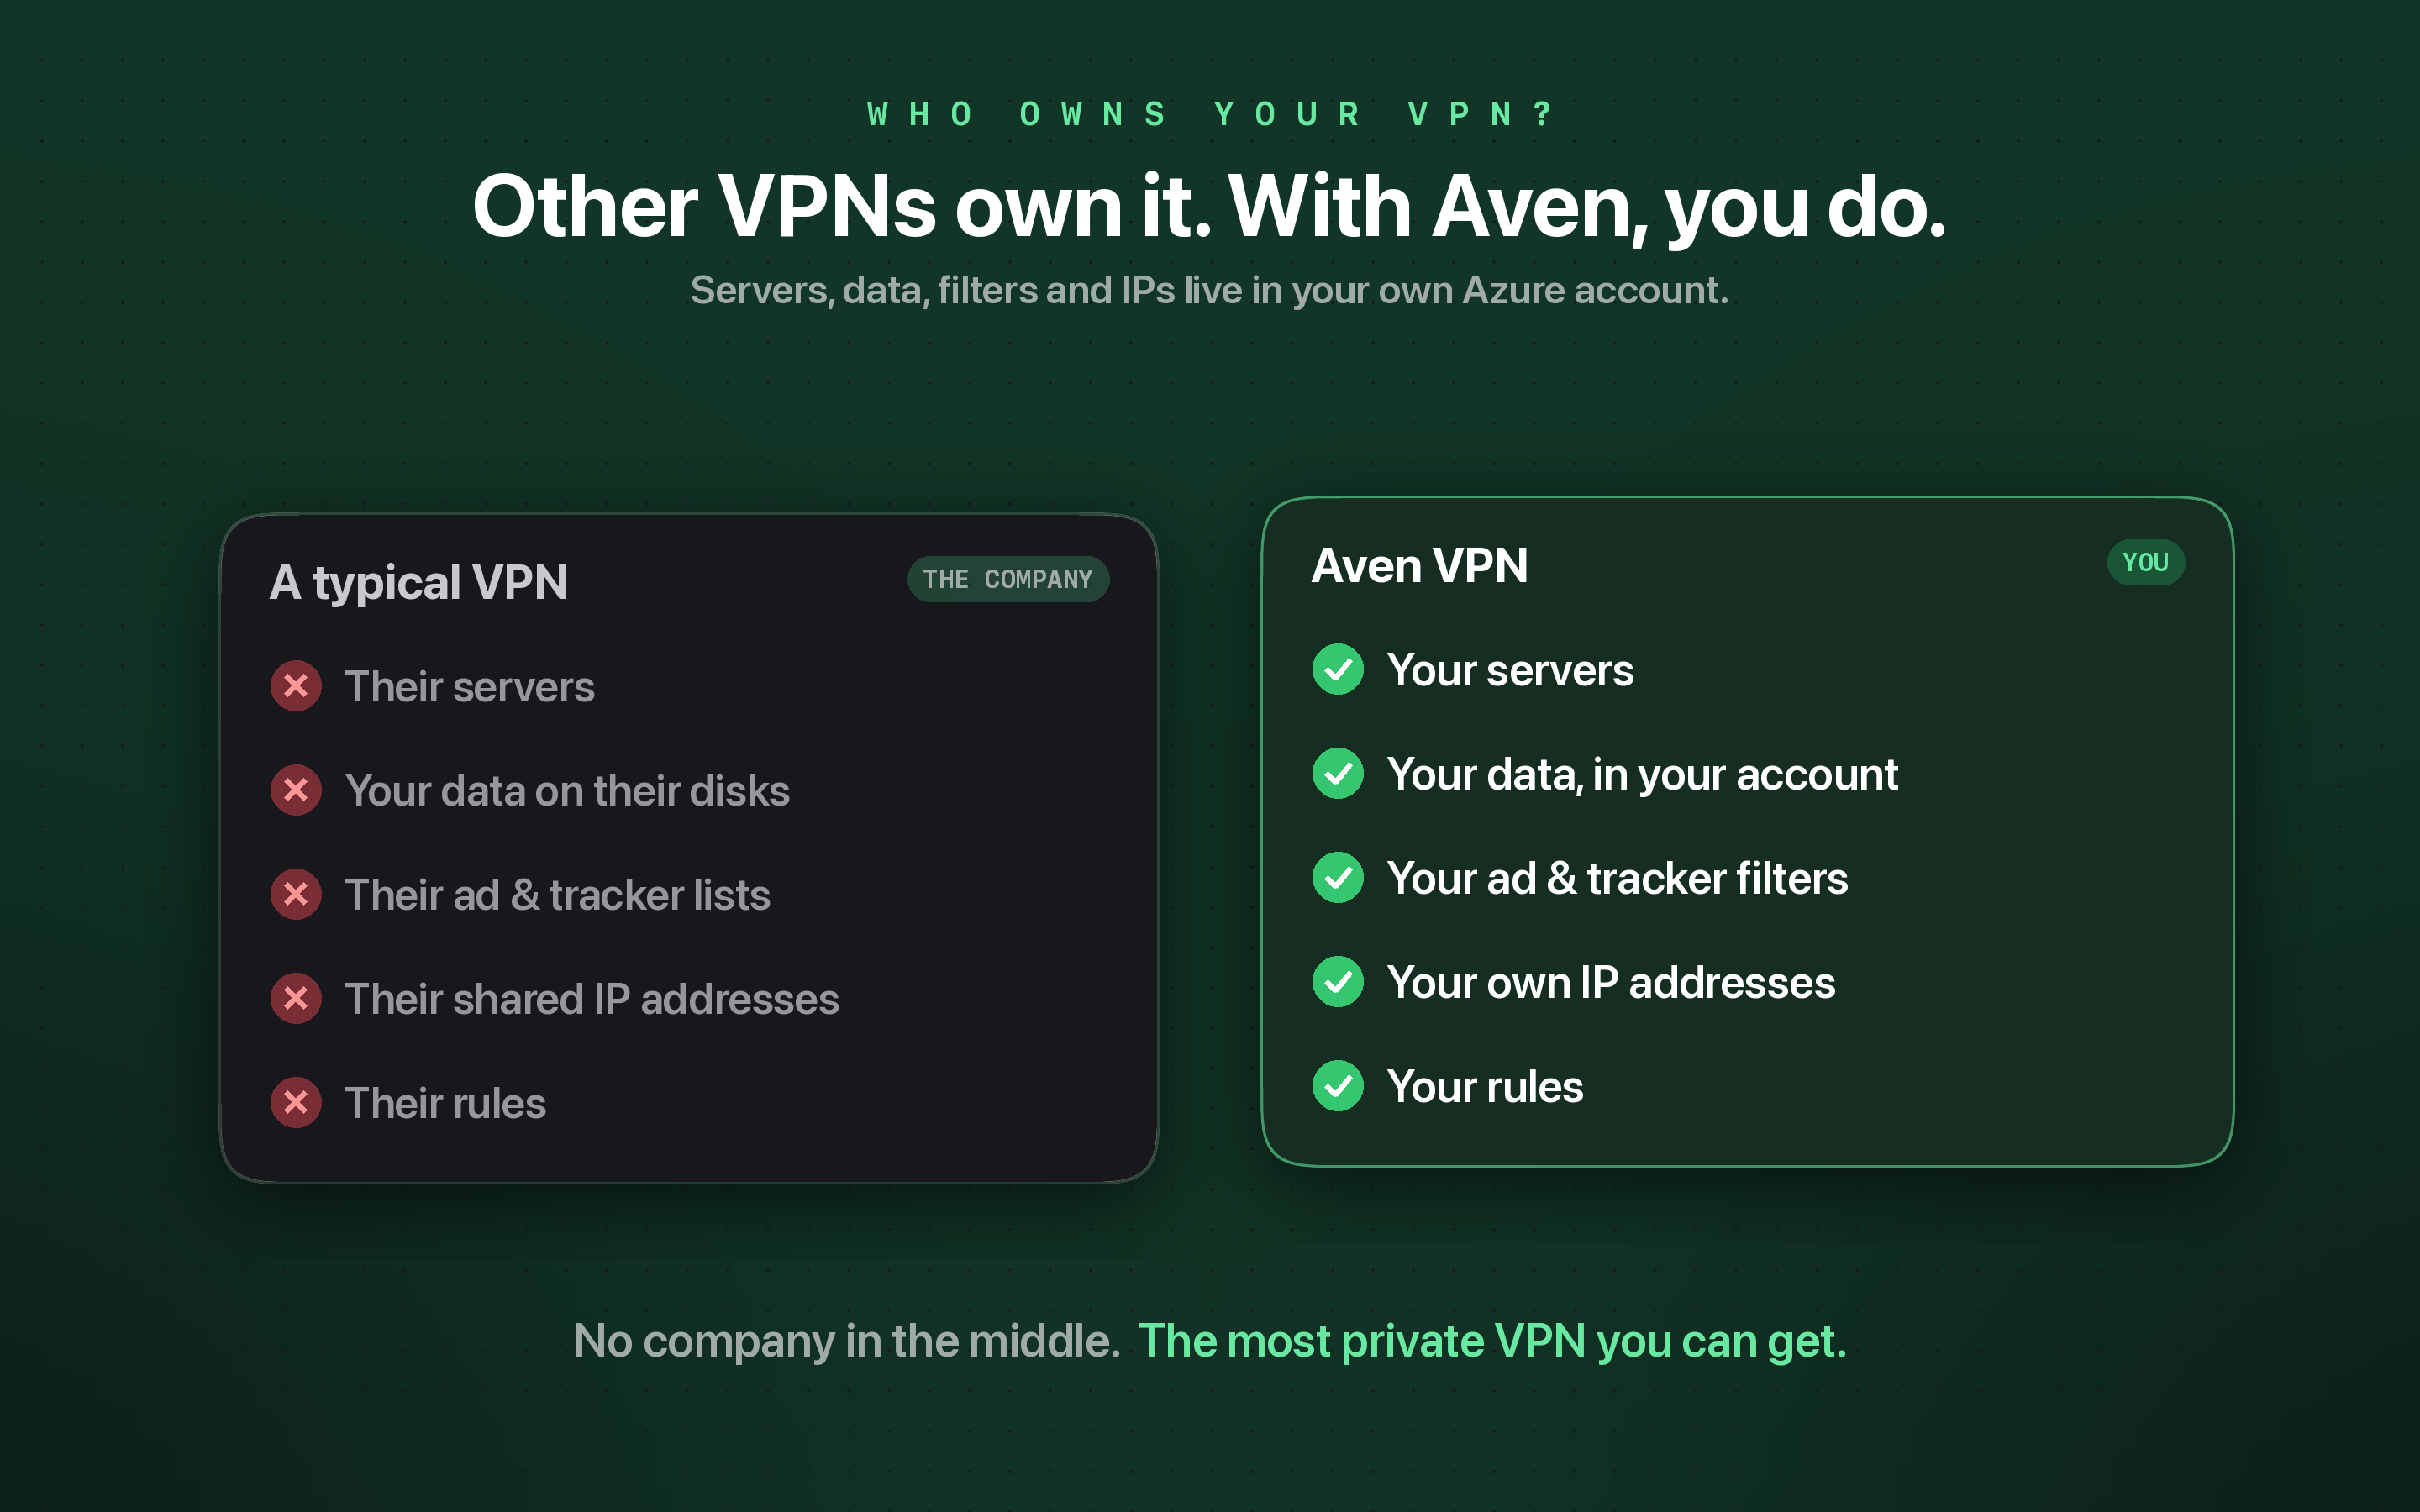 WHO OWNS YOUR VPN?
Other VPNs own it. With Aven, you do.
Servers, data, filters and IPs live in your own Azure account.
A typical VPN
THE COMPANY
Their servers
Your data on their disks
Their ad & tracker lists
Their shared IP addresses
Their rules
Aven VPN
YOU
Your servers
Your data, in your account
Your ad & tracker filters
Your own IP addresses
Your rules
No company in the middle. The most private VPN you can get.